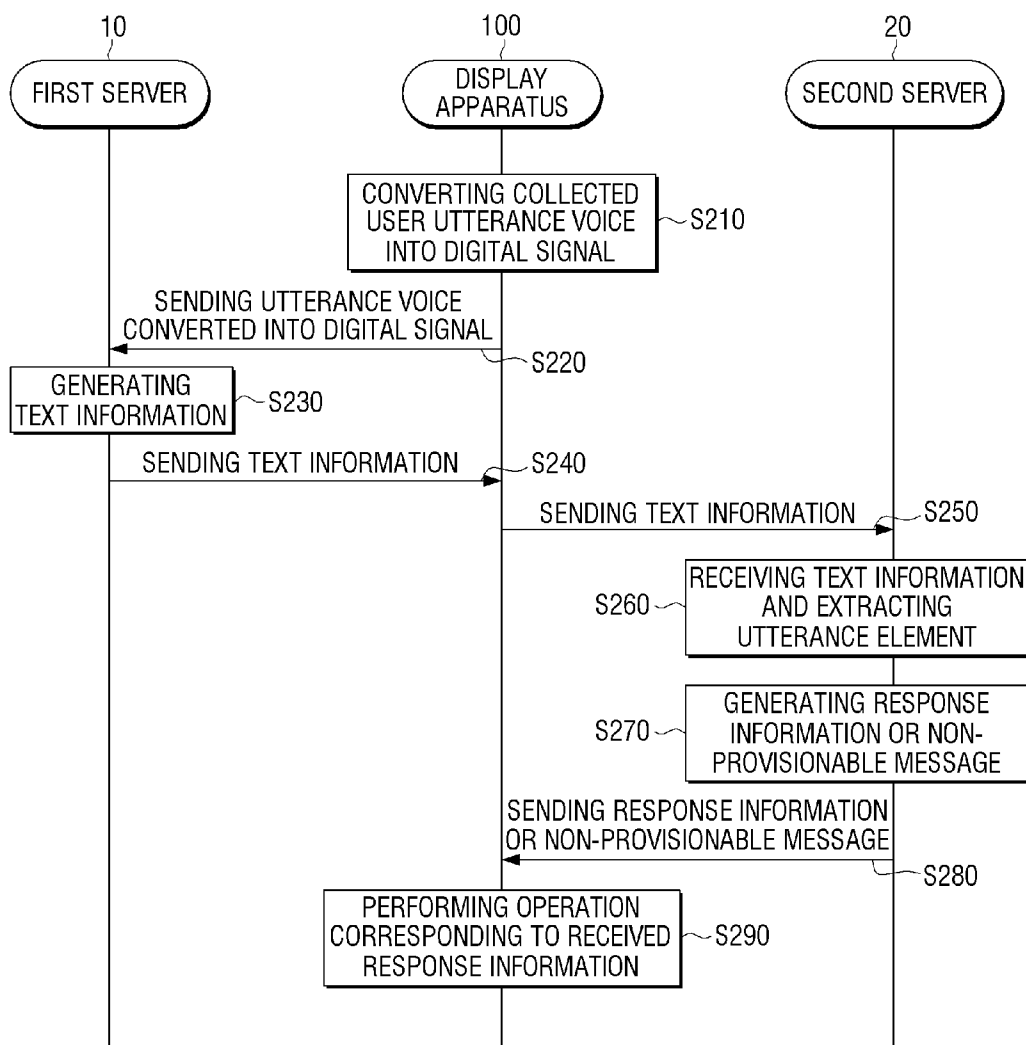 10
100
20
FIRST SERVER
DISPLAY
APPARATUS
SECOND SERVER
CONVERTING COLLECTED
USER UTTERANCE VOICE
INTO DIGITAL SIGNAL
S210
SENDING UTTERANCE VOICE
CONVERTED INTO DIGITAL SIGNAL
S220
GENERATING
TEXT INFORMATION
S230
SENDING TEXT INFORMATION
S240
SENDING TEXT INFORMATION
S250
RECEIVING TEXT INFORMATION
AND EXTRACTING
UTTERANCE ELEMENT
S260
GENERATING RESPONSE
INFORMATION OR NON-
PROVISIONABLE MESSAGE
S270
SENDING RESPONSE INFORMATION
OR NON-PROVISIONABLE MESSAGE
S280
PERFORMING OPERATION
CORRESPONDING TO RECEIVED
RESPONSE INFORMATION
S290